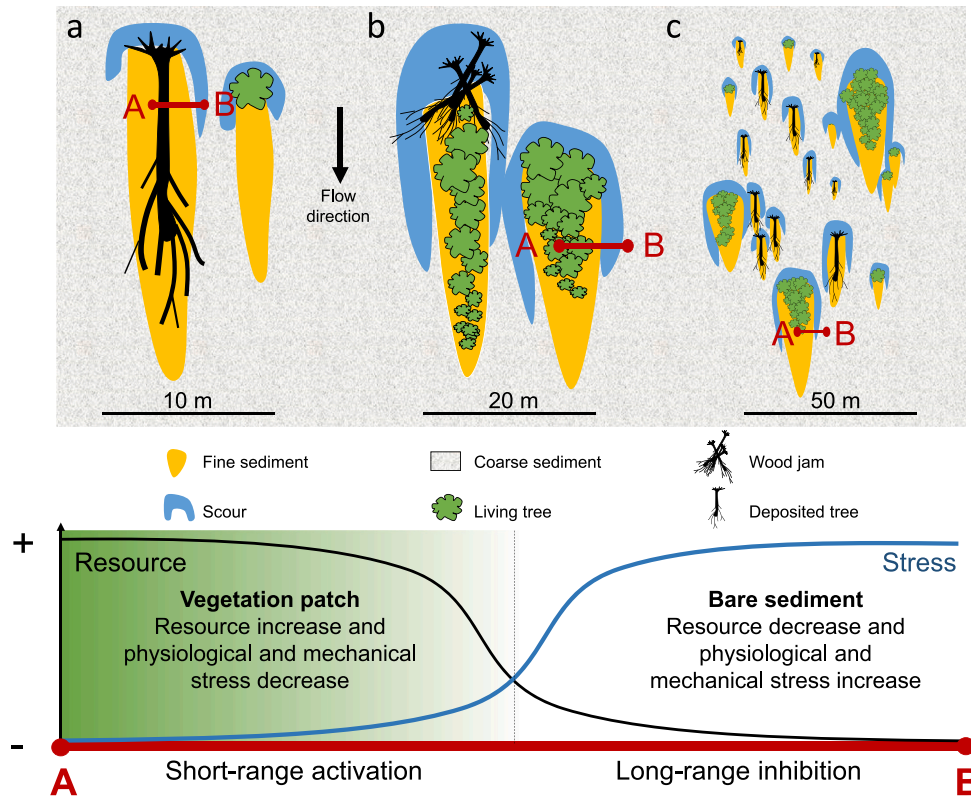 a
b
c
A
B
Flow
direction
A
B
A
B
10 m
20 m
50 m
Fine sediment
Coarse sediment
Wood jam
Scour
Living tree
Deposited tree
+
Resource
Stress
Vegetation patch
Resource increase and
physiological and mechanical
stress decrease
Bare sediment
Resource decrease and
physiological and
mechanical stress increase
-
A
Short-range activation
Long-range inhibition
B